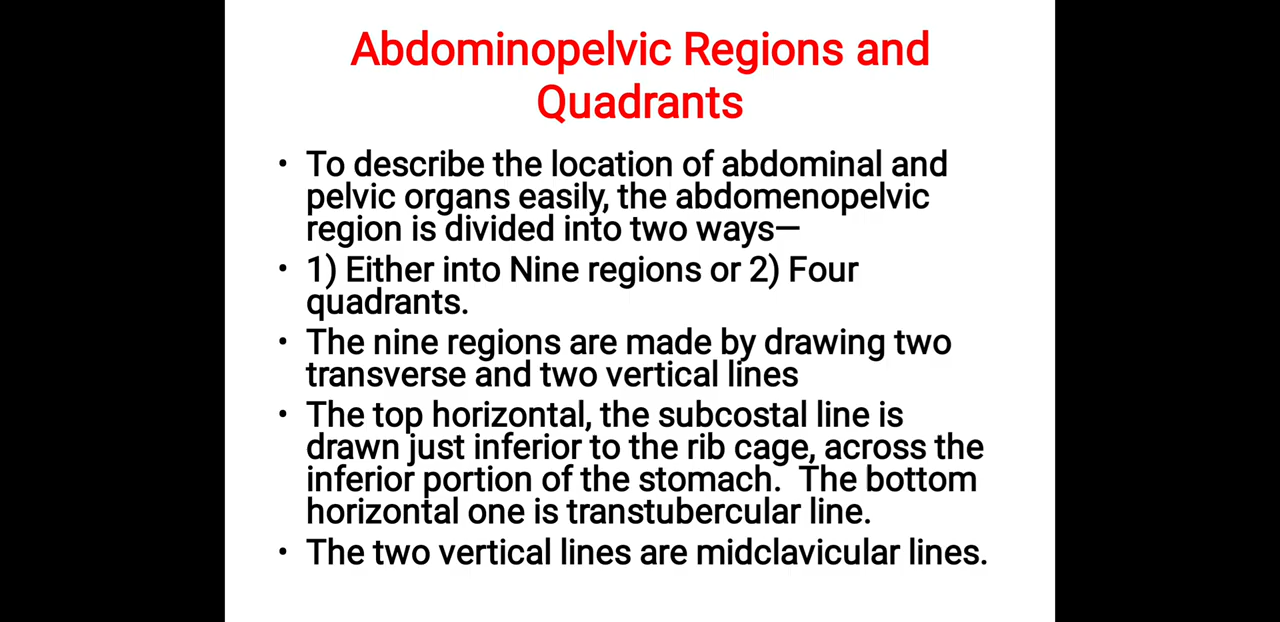 Abdominopelvic Regions and
Quadrants
• To describe the location of abdominal and
pelvic organs easily, the abdomenopelvic
region is divided into two ways—
• 1) Either into Nine regions or 2) Four
quadrants.
• The nine regions are made by drawing two
transverse and two vertical lines
• The top horizontal, the subcostal line is
drawn just inferior to the rib cage, across the
inferior portion of the stomach.  The bottom
horizontal one is transtubercular line.
• The two vertical lines are midclavicular lines.